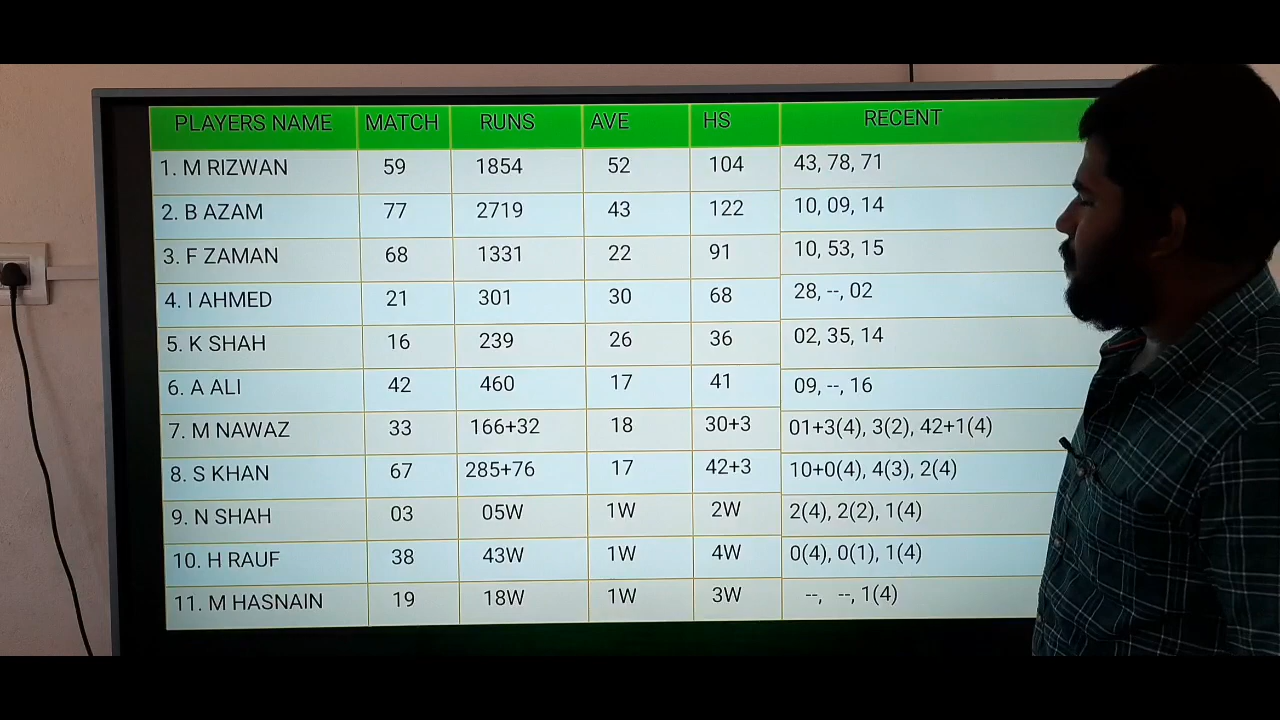 PLAYERS NAME MATCH RUNS AVE HS RECENT
1. M RIZWAN 59 1854 52 104 43, 78, 71
2. B AZAM 77 2719 43 122 10, 09, 14
3. F ZAMAN 68 1331 22 91 10, 53, 15
4. I AHMED 21 301 30 68 28, --, 02
5. K SHAH 16 239 26 36 02, 35, 14
6. A ALI 42 460 17 41 09, --, 16
7. M NAWAZ 33 166+32 18 30+3 01+3(4), 3(2), 42+1(4)
8. S KHAN 67 285+76 17 42+3 10+0(4), 4(3), 2(4)
9. N SHAH 03 05W 1W 2W 2(4), 2(2), 1(4)
10. H RAUF 38 43W 1W 4W 0(4), 0(1), 1(4)
11. M HASNAIN 19 18W 1W 3W --, --, 1(4)